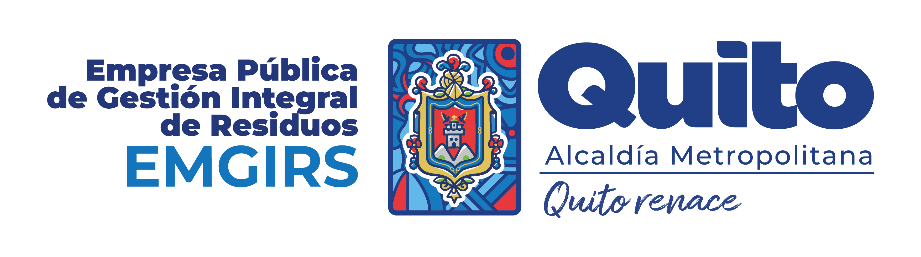 Empresa Pública
de Gestión Integral
de Residuos
EMGIRS
Quito
Alcaldía Metropolitana
Quito renace